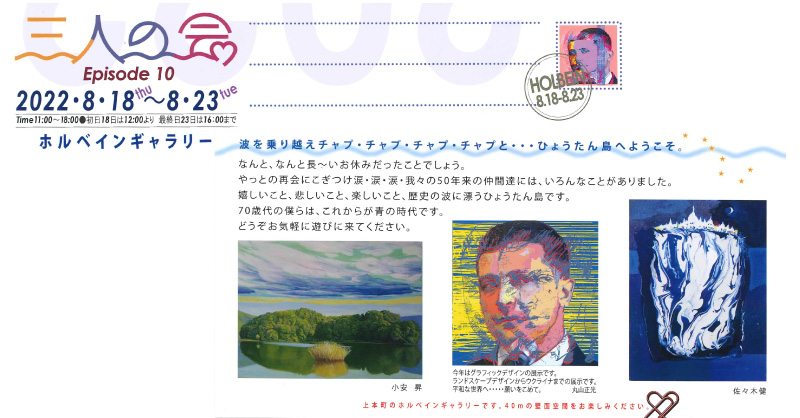 三人の会
Episode 10
2022・8・18thu～8・23tue
Time11:00～18:00●初日18日は12:00より 最終日23日は16:00まで
ホルベインギャラリー
HOLBEIN
8.18-8.23
波を乗り越えチャプ・チャプ・チャプ・チャプと・・・ひょうたん島へようこそ。
なんと、なんと長～いお休みだったことでしょう。
やっとの再会にこぎつけ涙・涙・涙・我々の50年来の仲間達には、いろんなことがありました。
嬉しいこと、悲しいこと、楽しいこと、歴史の波に漂うひょうたん島です。
70歳代の僕らは、これからが青の時代です。
どうぞお気軽に遊びに来てください。
小安 昇
今年はグラフィックデザインの展示です。
ランドスケープデザインからウクライナまでの展示です。
平和な世界へ・・・・・願いをこめて。 丸山正元
佐々木健
上本町のホルベインギャラリーです。40mの壁面空間をお楽しみください